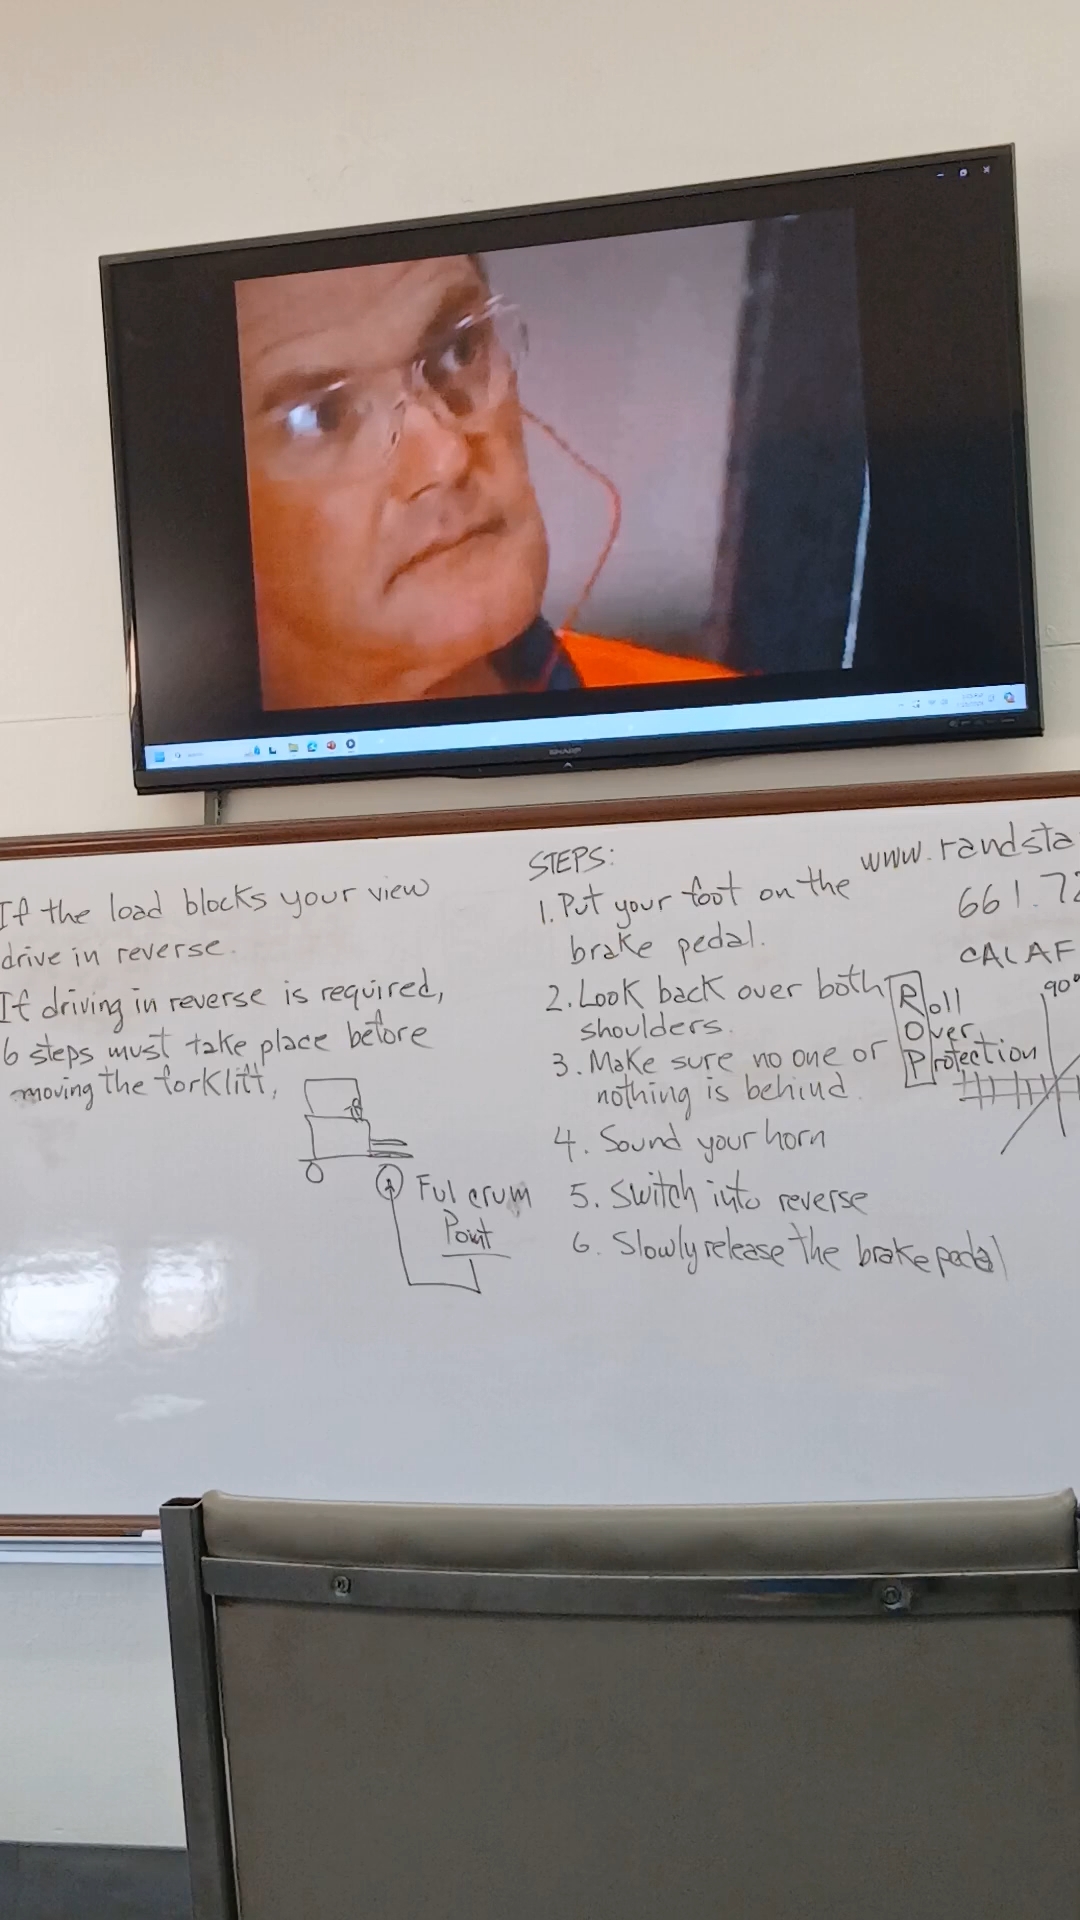 SHARP
If the load blocks your view
drive in reverse.
If driving in reverse is required,
6 steps must take place before
moving the forklift,
Fulcrum
Point
STEPS:
1. Put your foot on the
brake pedal.
2. Look back over both
shoulders.
3. Make sure no one or
nothing is behind.
4. Sound your horn
5. Switch into reverse
6. Slowly release the brake pedal
www.randsta
661.72
CALAF
Roll
Over
Protection
90°